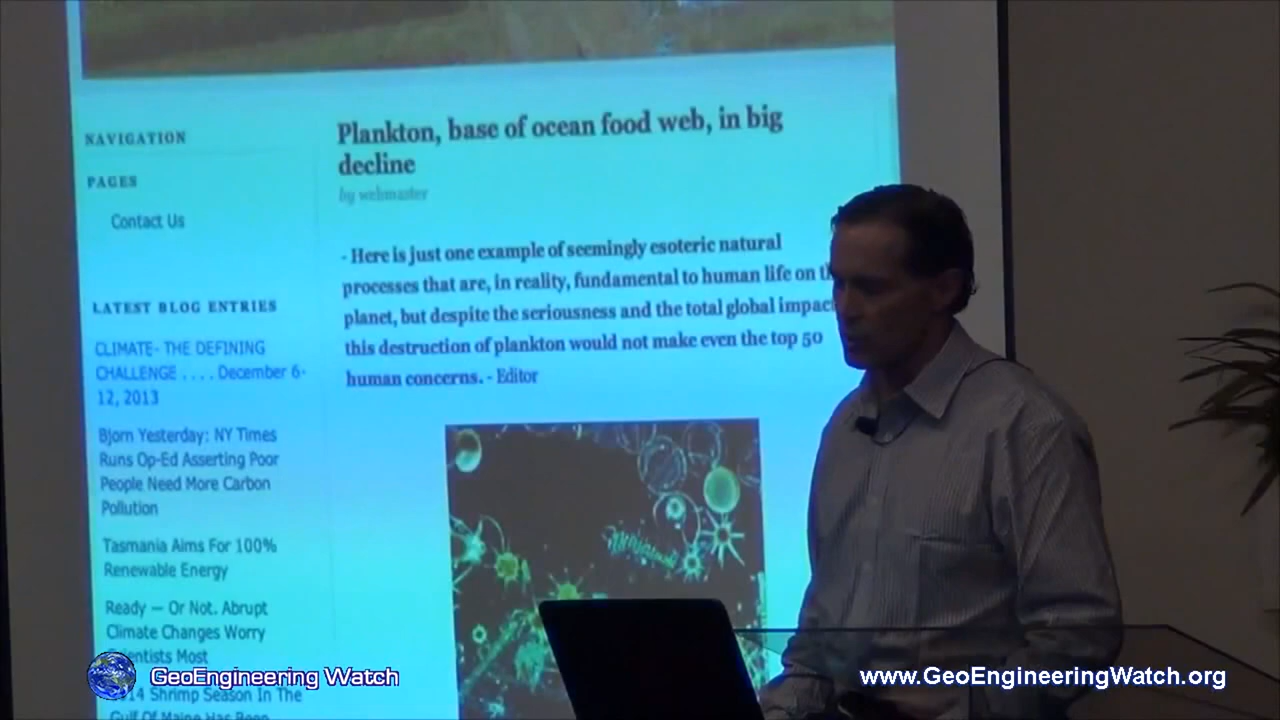 NAVIGATION
PAGES
Contact Us
LATEST BLOG ENTRIES
CLIMATE- THE DEFINING
CHALLENGE . . . . December 6-
12, 2013
Bjorn Yesterday: NY Times
Runs Op-Ed Asserting Poor
People Need More Carbon
Pollution
Tasmania Aims For 100%
Renewable Energy
Ready — Or Not. Abrupt
Climate Changes Worry
Most
Shrimp Season In The
Gulf Of Maine Has Been
Plankton, base of ocean food web, in big
decline
by webmaster
- Here is just one example of seemingly esoteric natural
processes that are, in reality, fundamental to human life on
planet, but despite the seriousness and the total global
this destruction of plankton would not make even the top 50
human concerns. - Editor
GeoEngineering Watch
www.GeoEngineeringWatch.org